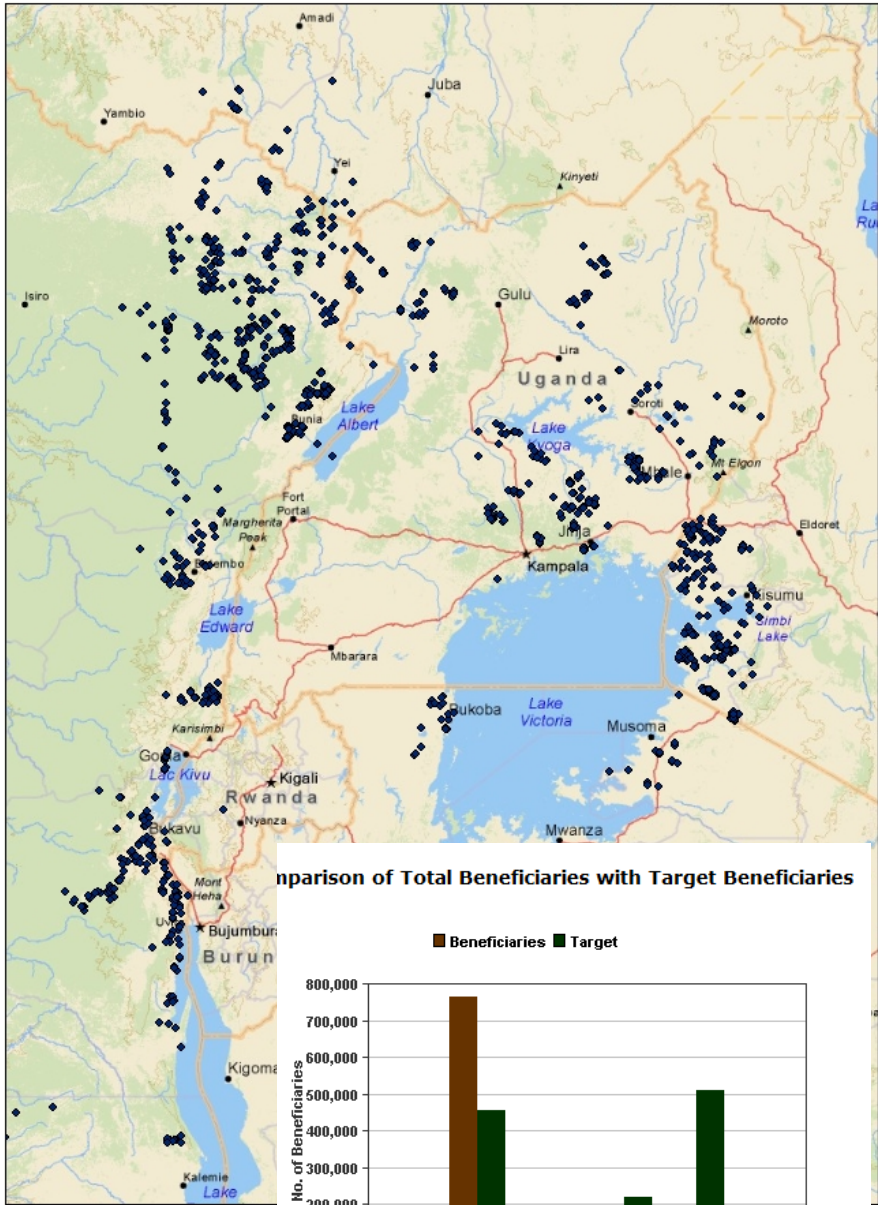 Amadi
Juba
Yambio
Yei
Kinyeti
Isiro
Gulu
Moroto
Lira
Uganda
Lake
Albert
Bunia
Soroti
Lake
Kyoga
Mbale
Mt Elgon
Fort
Portal
Margherita
Peak
Jinja
Eldoret
Kampala
Kisumu
Lake
Edward
Simbi
Lake
Mbarara
Bukoba
Lake
Victoria
Musoma
Karisimbi
Goma
Lac Kivu
Kigali
Rwanda
Bukavu
Nyanza
Mwanza
Mont
Heha
Bujumbura
Burun
Kigoma
Kalemie
Lake
mparison of Total Beneficiaries with Target Beneficiaries
Beneficiaries Target
No. of Beneficiaries
800,000
700,000
600,000
500,000
400,000
300,000
200,000